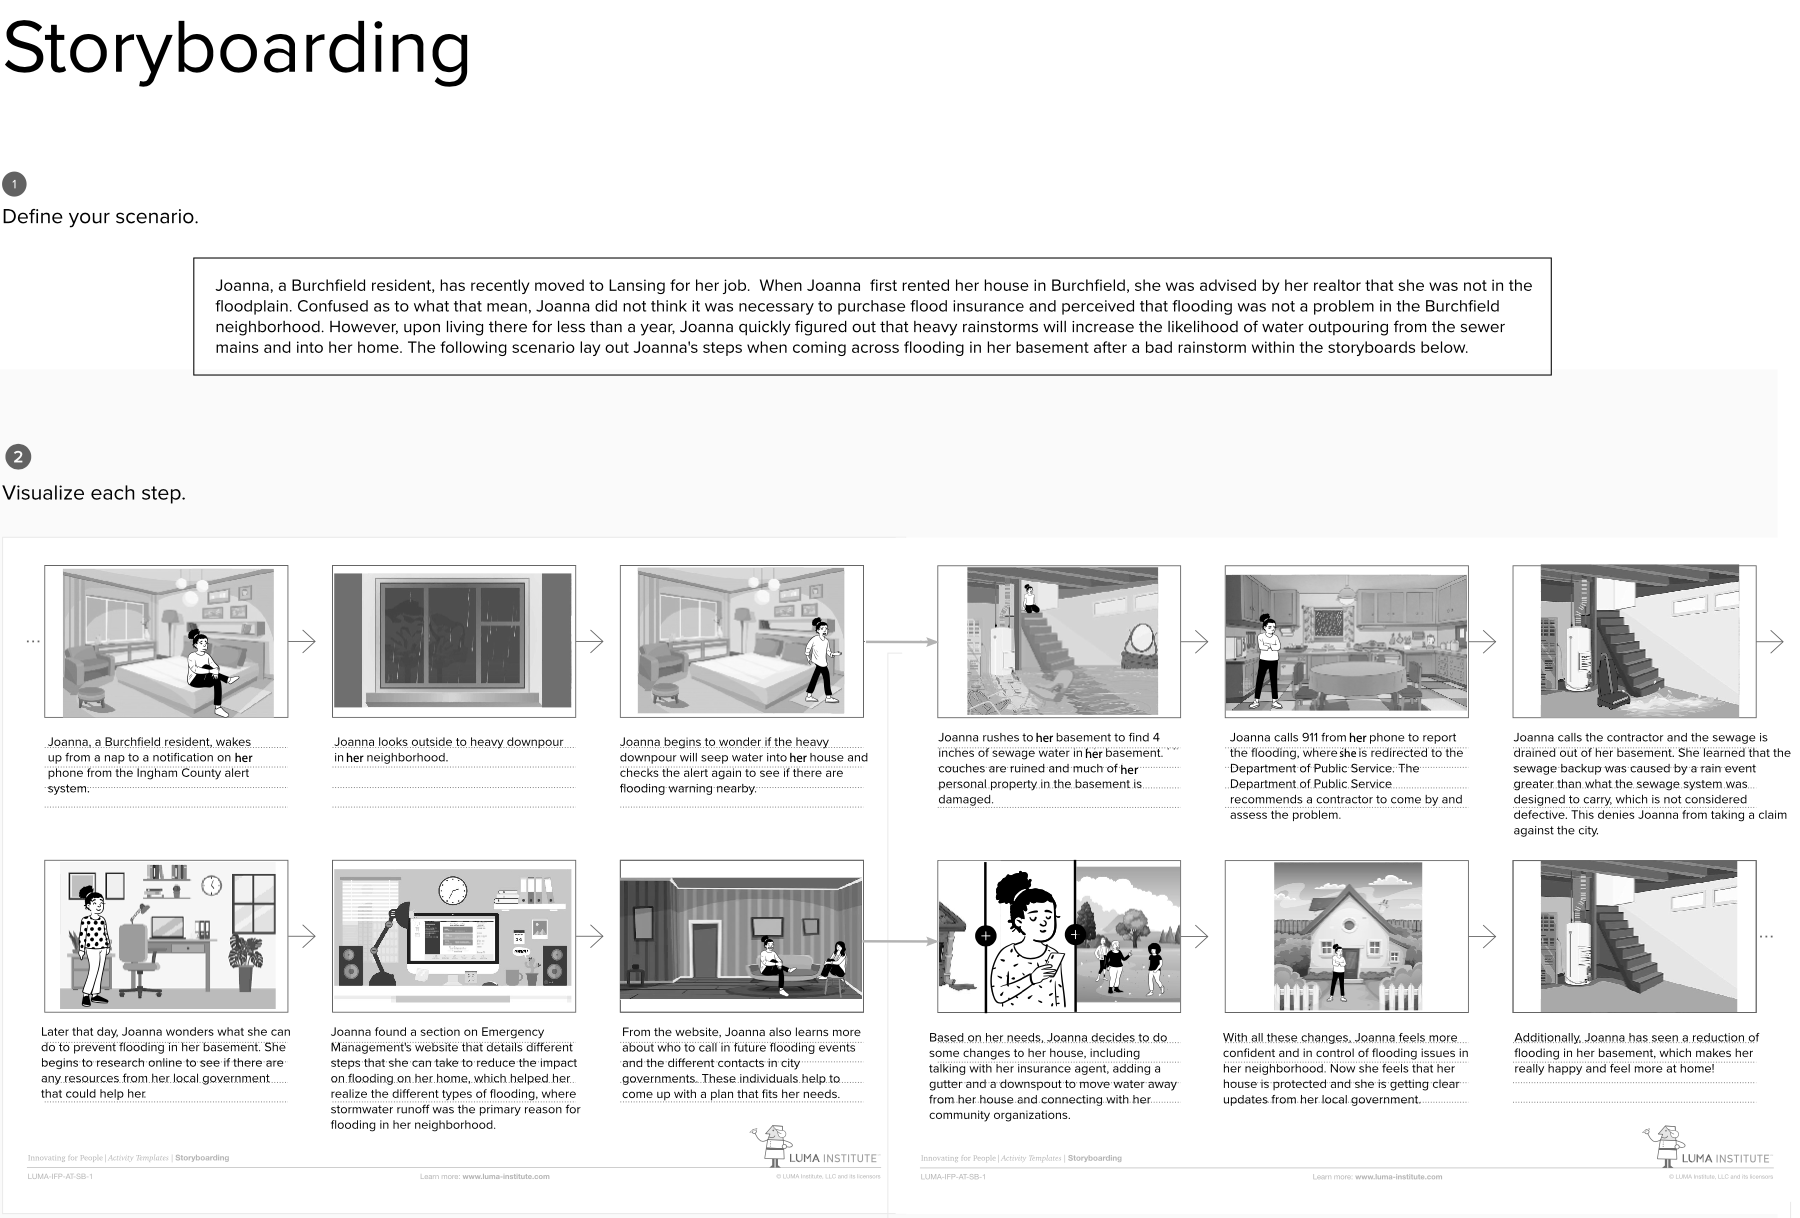 Storyboarding
1
Define your scenario.
Joanna, a Burchfield resident, has recently moved to Lansing for her job. When Joanna first rented her house in Burchfield, she was advised by her realtor that she was not in the
floodplain. Confused as to what that mean, Joanna did not think it was necessary to purchase flood insurance and perceived that flooding was not a problem in the Burchfield
neighborhood. However, upon living there for less than a year, Joanna quickly figured out that heavy rainstorms will increase the likelihood of water outpouring from the sewer
mains and into her home. The following scenario lay out Joanna's steps when coming across flooding in her basement after a bad rainstorm within the storyboards below.
2
Visualize each step.
...
Joanna, a Burchfield resident, wakes
up from a nap to a notification on her
phone from the Ingham County alert
system.
Joanna looks outside to heavy downpour
in her neighborhood.
Joanna begins to wonder if the heavy
downpour will seep water into her house and
checks the alert again to see if there are
flooding warning nearby.
Joanna rushes to her basement to find 4
inches of sewage water in her basement.
couches are ruined and much of her
personal property in the basement is
damaged.
Joanna calls 911 from her phone to report
the flooding, where she is redirected to the
Department of Public Service. The
Department of Public Service
recommends a contractor to come by and
assess the problem.
Joanna calls the contractor and the sewage is
drained out of her basement. She learned that the
sewage backup was caused by a rain event
greater than what the sewage system was
designed to carry, which is not considered
defective. This denies Joanna from taking a claim
against the city.
Later that day, Joanna wonders what she can
do to prevent flooding in her basement. She
begins to research online to see if there are
any resources from her local government
that could help her.
Joanna found a section on Emergency
Management's website that details different
steps that she can take to reduce the impact
on flooding on her home, which helped her
realize the different types of flooding, where
stormwater runoff was the primary reason for
flooding in her neighborhood.
From the website, Joanna also learns more
about who to call in future flooding events
and the different contacts in city
governments. These individuals help to
come up with a plan that fits her needs.
Based on her needs, Joanna decides to do
some changes to her house, including
talking with her insurance agent, adding a
gutter and a downspout to move water away
from her house and connecting with her
community organizations.
With all these changes, Joanna feels more
confident and in control of flooding issues in
her neighborhood. Now she feels that her
house is protected and she is getting clear
updates from her local government.
Additionally, Joanna has seen a reduction of
flooding in her basement, which makes her
really happy and feel more at home!
...
Innovating for People | Activity Templates | Storyboarding
LUMA INSTITUTE
LUMA-IFP-AT-SB-1
Learn more: www.luma-institute.com
© LUMA Institute, LLC and its licensors
Innovating for People | Activity Templates | Storyboarding
LUMA INSTITUTE
LUMA-IFP-AT-SB-1
Learn more: www.luma-institute.com
© LUMA Institute, LLC and its licensors